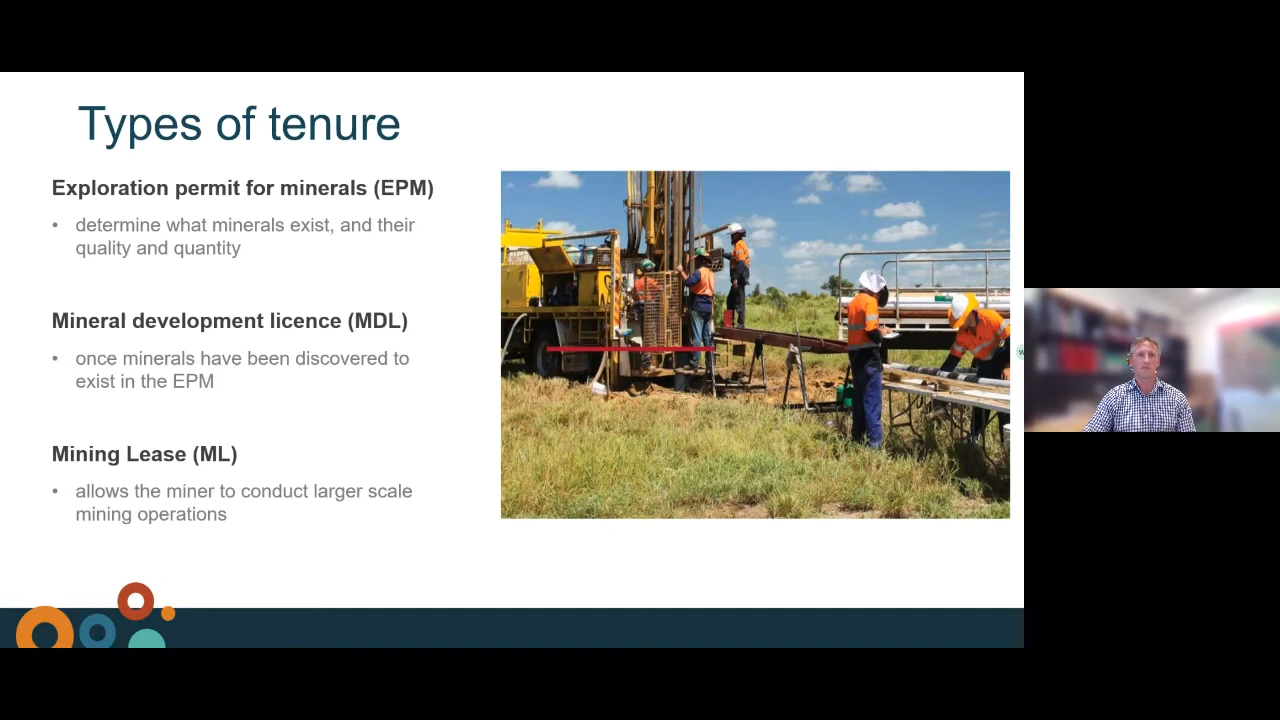 Types of tenure
Exploration permit for minerals (EPM)
• determine what minerals exist, and their
quality and quantity
Mineral development licence (MDL)
• once minerals have been discovered to
exist in the EPM
Mining Lease (ML)
• allows the miner to conduct larger scale
mining operations